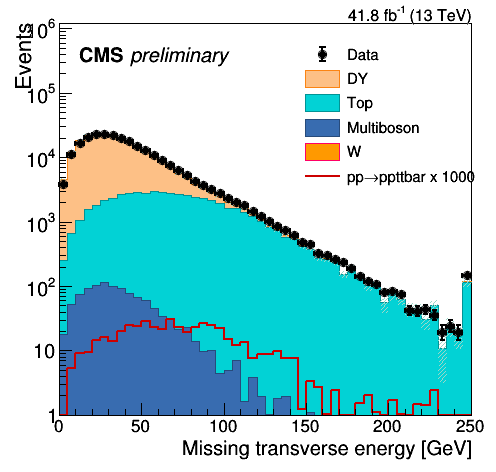 41.8 fb⁻¹ (13 TeV)
Events
CMS preliminary
Data
DY
Top
Multiboson
W
pp→ppttbar x 1000
10⁶
10⁵
10⁴
10³
10²
10
1
0 50 100 150 200 250
Missing transverse energy [GeV]